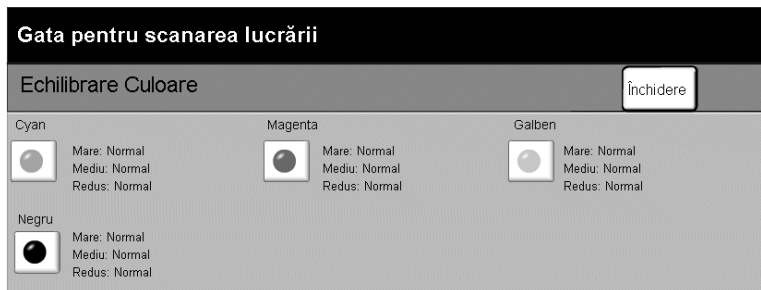 Gata pentru scanarea lucrării
Echilibrare Culoare
Închidere
Cyan
Mare: Normal
Mediu: Normal
Redus: Normal
Magenta
Mare: Normal
Mediu: Normal
Redus: Normal
Galben
Mare: Normal
Mediu: Normal
Redus: Normal
Negru
Mare: Normal
Mediu: Normal
Redus: Normal